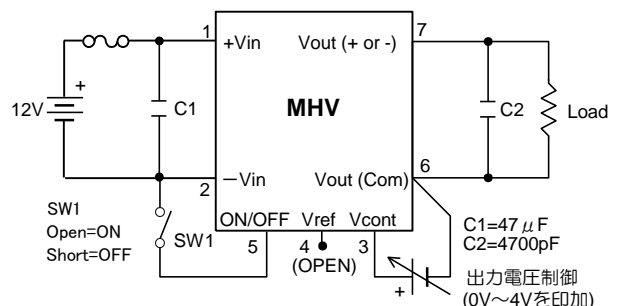 1
+Vin
Vout (+ or -)
7
+
12V
C1
MHV
C2
Load
6
2
−Vin
Vout (Com)
SW1
Open=ON
Short=OFF
SW1
ON/OFF
Vref
Vcont
5
4
3
(OPEN)
+
C1=47μF
C2=4700pF
出力電圧制御
(0V～4Vを印加)